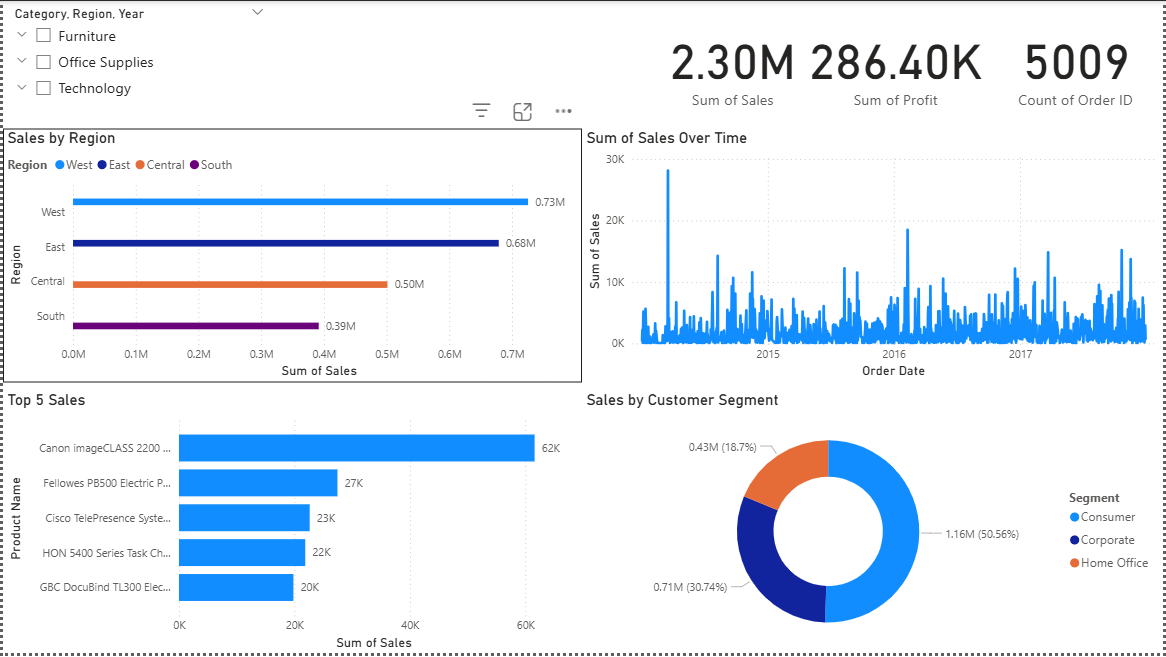 Category, Region, Year
Furniture
Office Supplies
Technology
2.30M 286.40K 5009
Sum of Sales Sum of Profit Count of Order ID
Sales by Region
Region West East Central South
Region
West 0.73M
East 0.68M
Central 0.50M
South 0.39M
0.0M 0.1M 0.2M 0.3M 0.4M 0.5M 0.6M 0.7M
Sum of Sales
Sum of Sales Over Time
Sum of Sales
30K
20K
10K
0K
2015 2016 2017
Order Date
Top 5 Sales
Product Name
Canon imageCLASS 2200 ... 62K
Fellowes PB500 Electric P... 27K
Cisco TelePresence Syste... 23K
HON 5400 Series Task Ch... 22K
GBC DocuBind TL300 Elec... 20K
0K 20K 40K 60K
Sum of Sales
Sales by Customer Segment
0.43M (18.7%)
1.16M (50.56%)
0.71M (30.74%)
Segment
Consumer
Corporate
Home Office